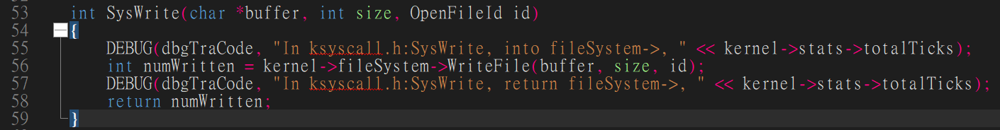 53 int SysWrite(char *buffer, int size, OpenFileId id)
54 {
55 DEBUG(dbgTraCode, "In ksyscall.h:SysWrite, into fileSystem->, " << kernel->stats->totalTicks);
56 int numWritten = kernel->fileSystem->WriteFile(buffer, size, id);
57 DEBUG(dbgTraCode, "In ksyscall.h:SysWrite, return fileSystem->, " << kernel->stats->totalTicks);
58 return numWritten;
59 }